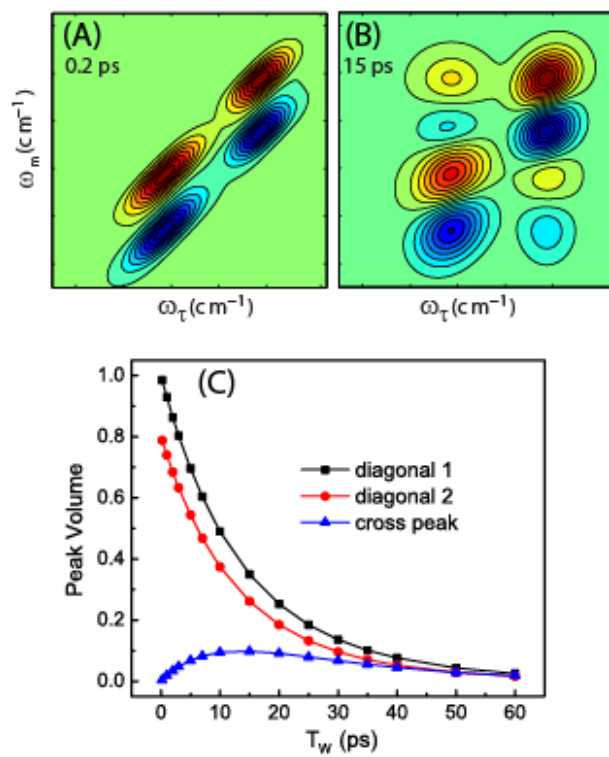 (A)
0.2 ps
(B)
15 ps
ω_m (cm⁻¹)
ω_τ (cm⁻¹)
ω_τ (cm⁻¹)
(C)
1.0
0.8
0.6
0.4
0.2
0.0
Peak Volume
diagonal 1
diagonal 2
cross peak
0
10
20
30
40
50
60
T_w (ps)